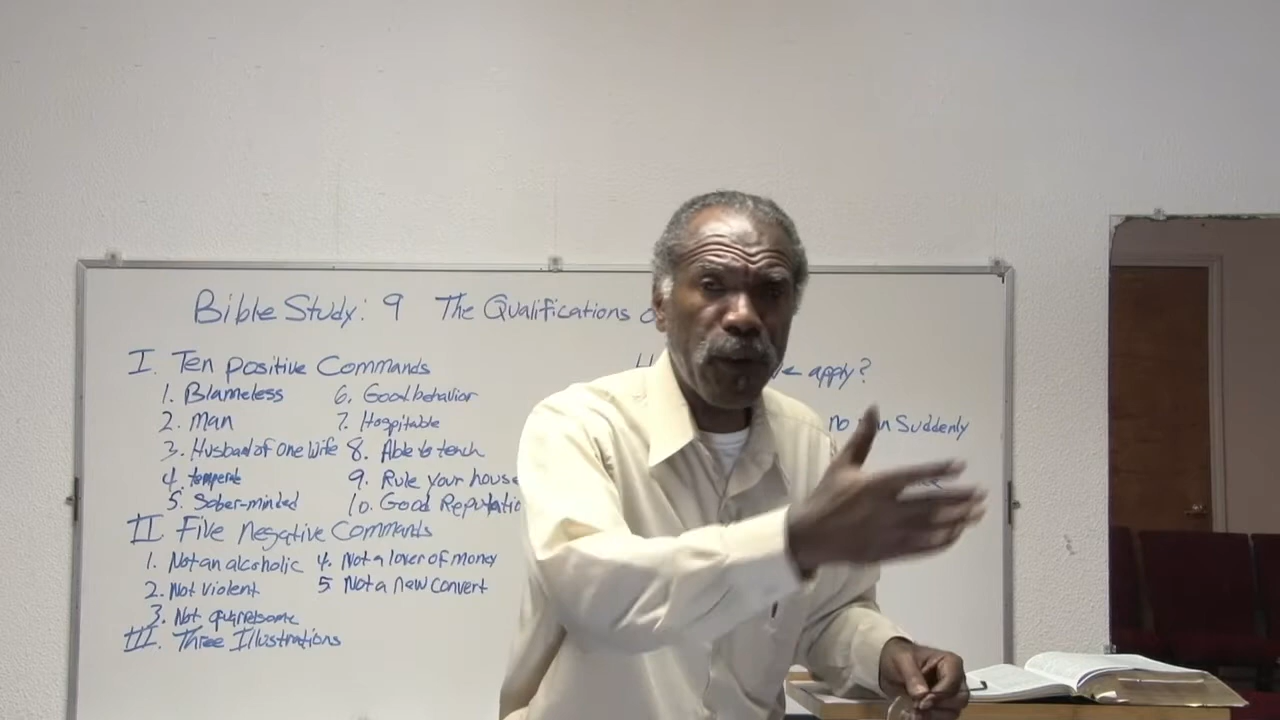 Bible Study: 9 The Qualifications o
I. Ten positive Commands
1. Blameless
2. Man
3. Husband of One Wife
4. temperate
5. Sober-minded
6. Good behavior
7. Hospitable
8. Able to teach
9. Rule your house
10. Good Reputatio
II. Five Negative Commands
1. Not an alcoholic
2. Not violent
3. Not
4. Not a lover of money
5 Not a new convert
III. Three Illustrations
apply?
no Suddenly